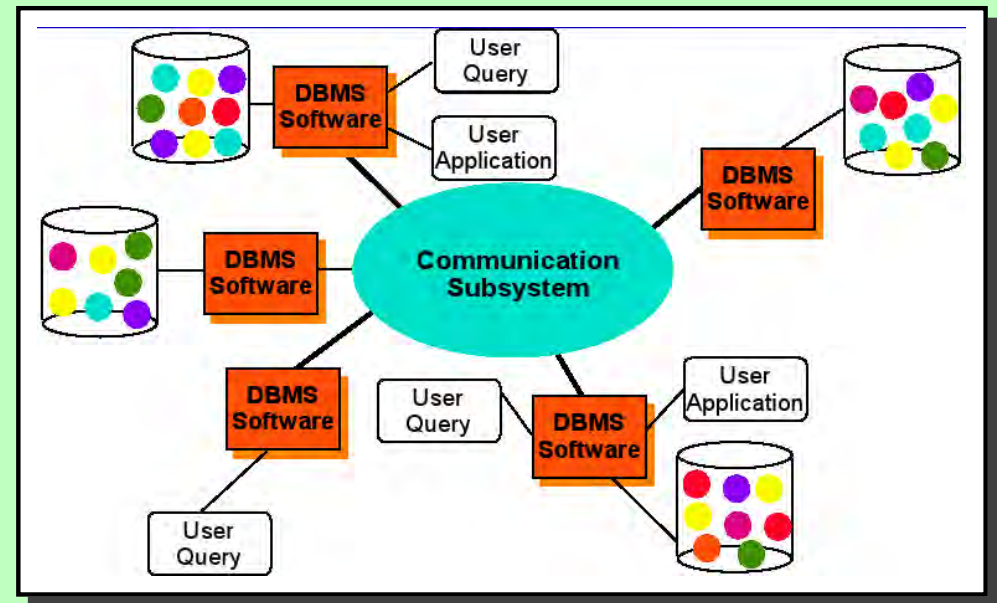 User
Query
DBMS
Software
User
Application
DBMS
Software
DBMS
Software
Communication
Subsystem
DBMS
Software
User
Query
User
Application
DBMS
Software
User
Query